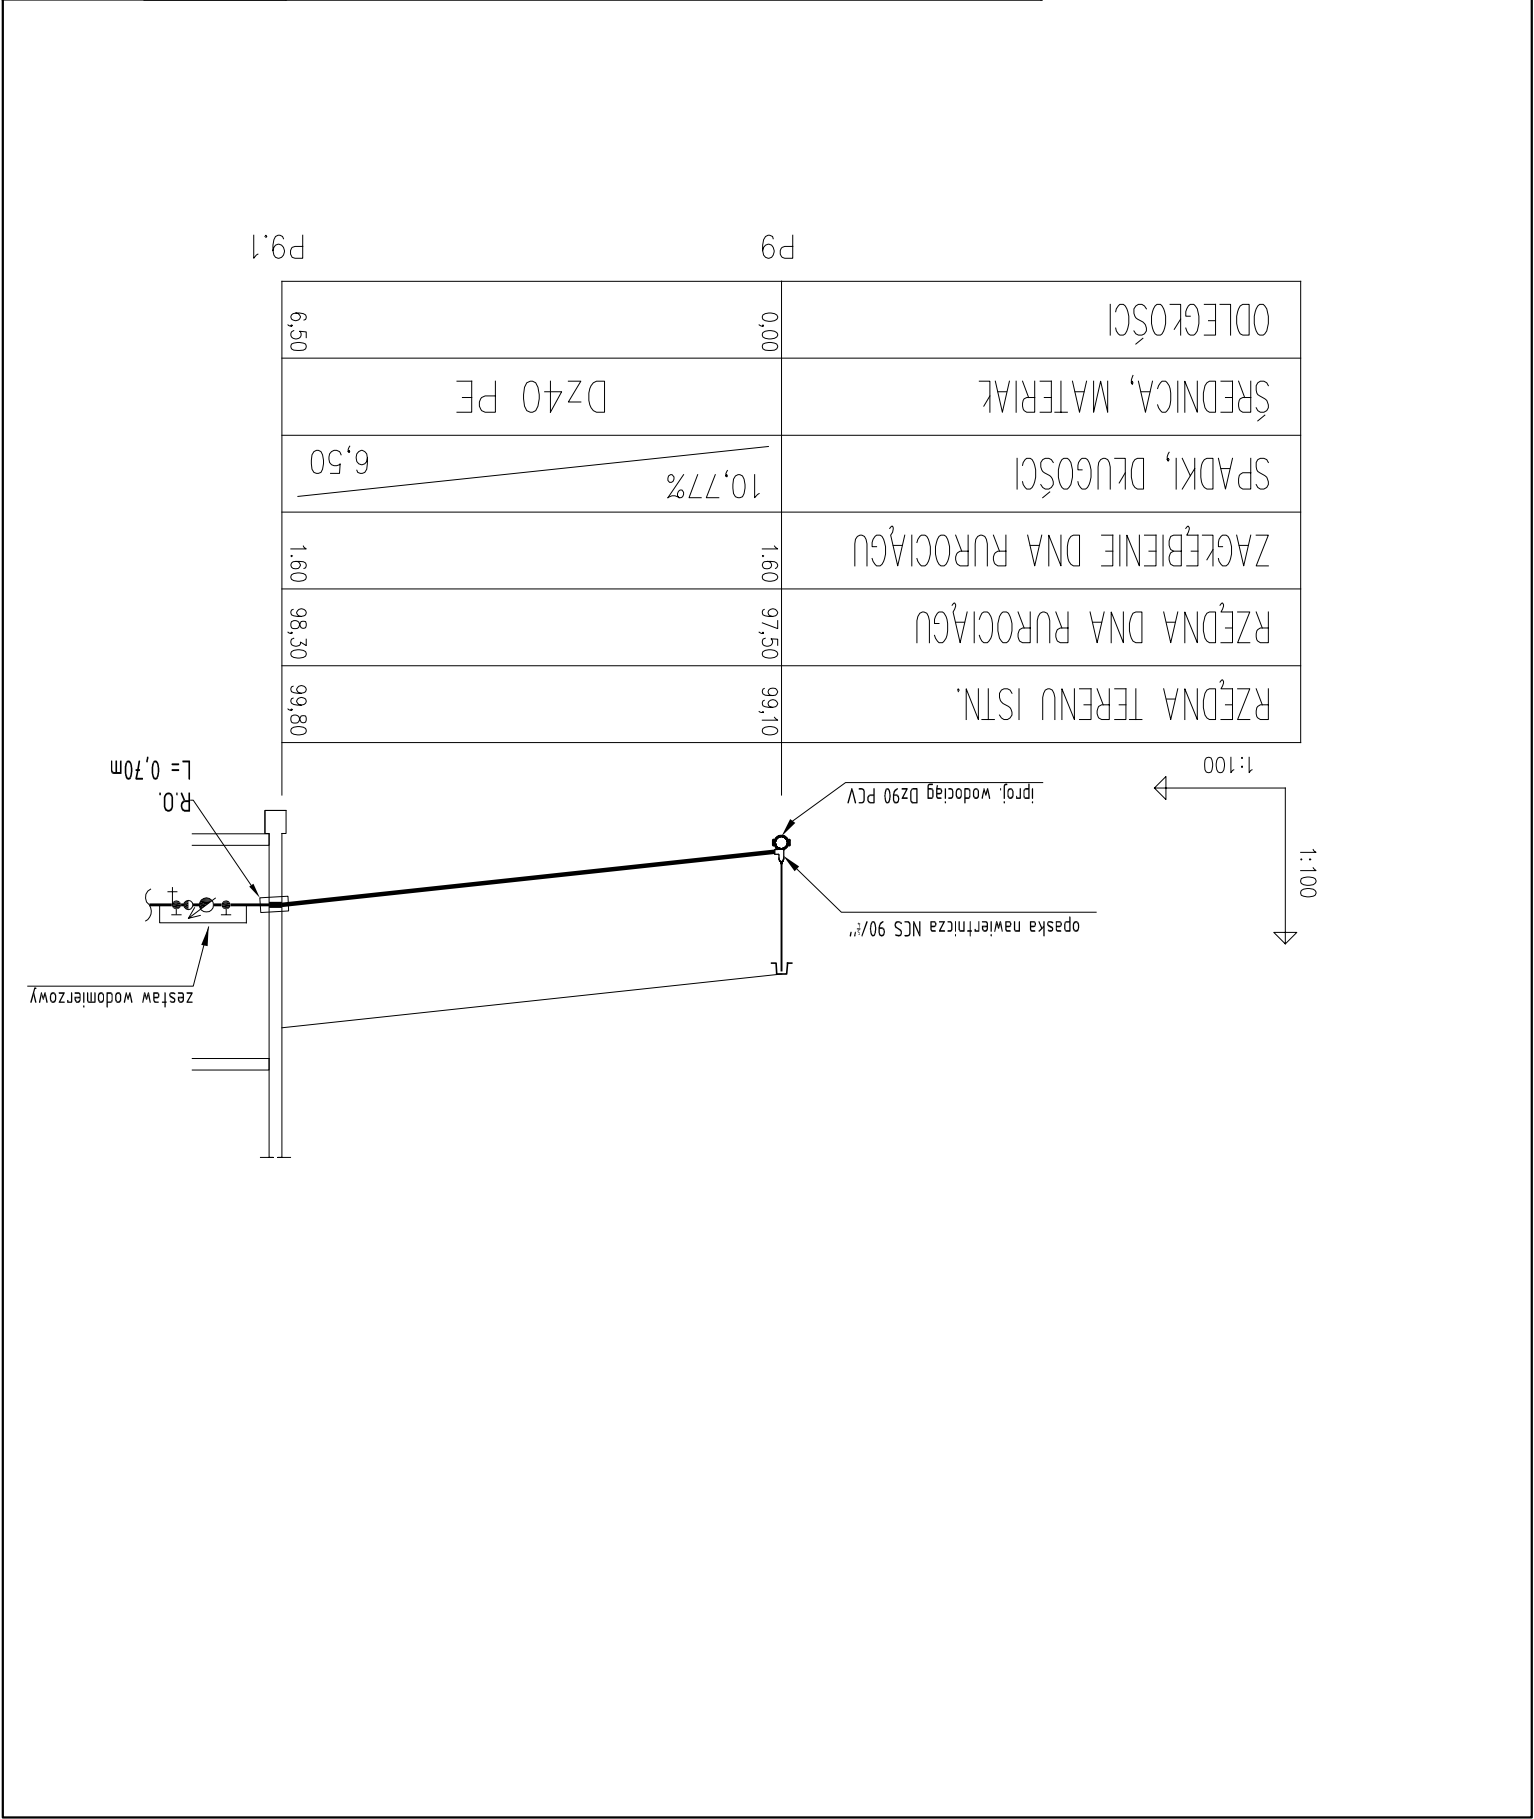 zestaw wodomierzowy
opaska nawiertnicza NCS
1:100
iproj. wodociąg Dz90 PCV
R.O.
L= 0,70m
1:100
RZĘDNA TERENU ISTN. 99,10 99,80
RZĘDNA DNA RUROCIĄGU 97,50 98,30
ZAGŁĘBIENIE DNA RUROCIĄGU 1.60 1.60
SPADKI, DŁUGOŚCI 10,77% 6,50
ŚREDNICA, MATERIAŁ Dz40 PE
ODLEGŁOŚCI 0,00 6,50
P9 P9.1